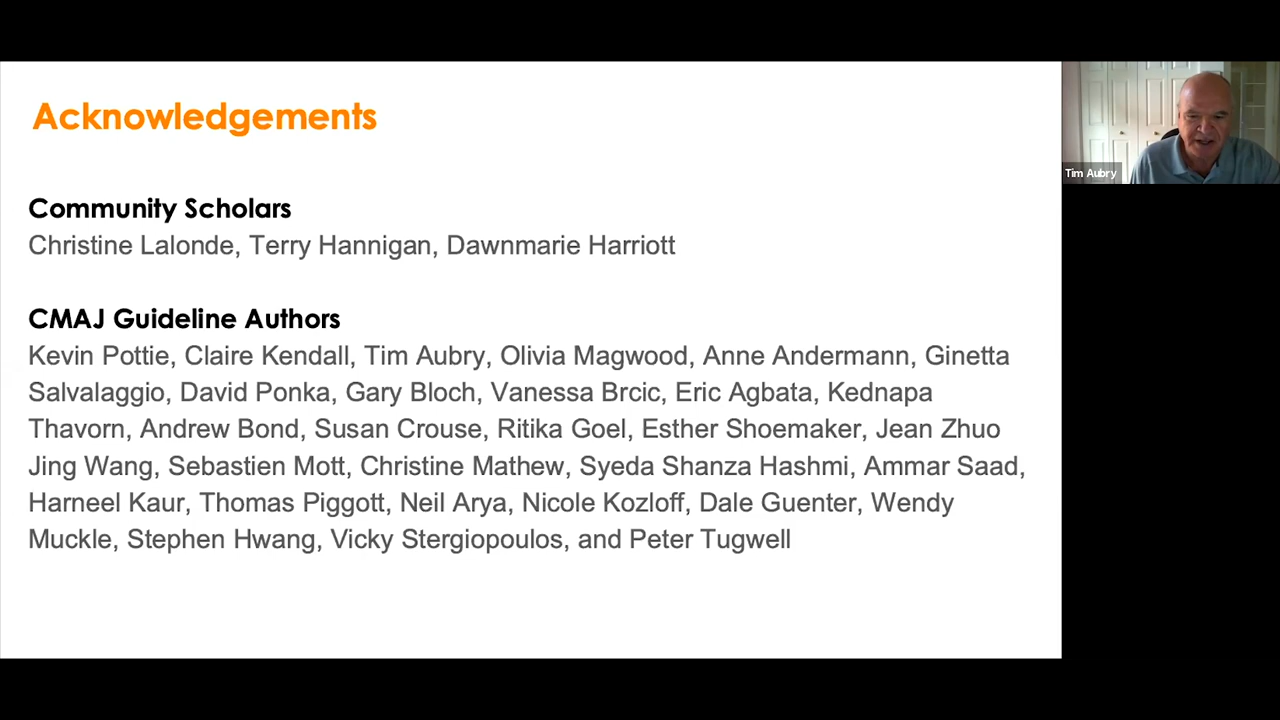 Acknowledgements
Community Scholars
Christine Lalonde, Terry Hannigan, Dawnmarie Harriott
CMAJ Guideline Authors
Kevin Pottie, Claire Kendall, Tim Aubry, Olivia Magwood, Anne Andermann, Ginetta
Salvalaggio, David Ponka, Gary Bloch, Vanessa Brcic, Eric Agbata, Kednapa
Thavorn, Andrew Bond, Susan Crouse, Ritika Goel, Esther Shoemaker, Jean Zhuo
Jing Wang, Sebastien Mott, Christine Mathew, Syeda Shanza Hashmi, Ammar Saad,
Harneel Kaur, Thomas Piggott, Neil Arya, Nicole Kozloff, Dale Guenter, Wendy
Muckle, Stephen Hwang, Vicky Stergiopoulos, and Peter Tugwell
Tim Aubry